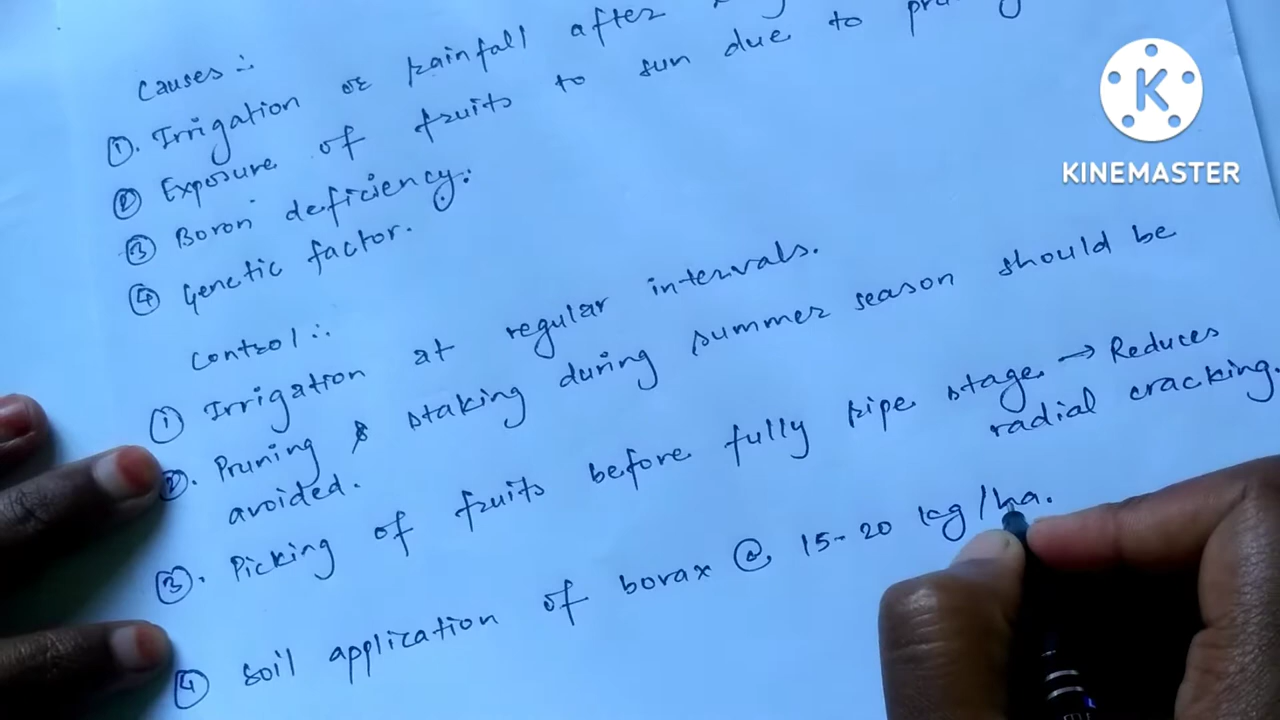 Causes :-
①. Irrigation or rainfall after
② Exposure of fruits to sun due to
③ Boron deficiency.
④ Genetic factor.
Control :-
① Irrigation at regular intervals.
②. Pruning & staking during summer season should be
avoided.
③. Picking of fruits before fully ripe stage → Reduces
radial cracking.
④ Soil application of borax @ 15-20 kg/ha.
K
KINEMASTER